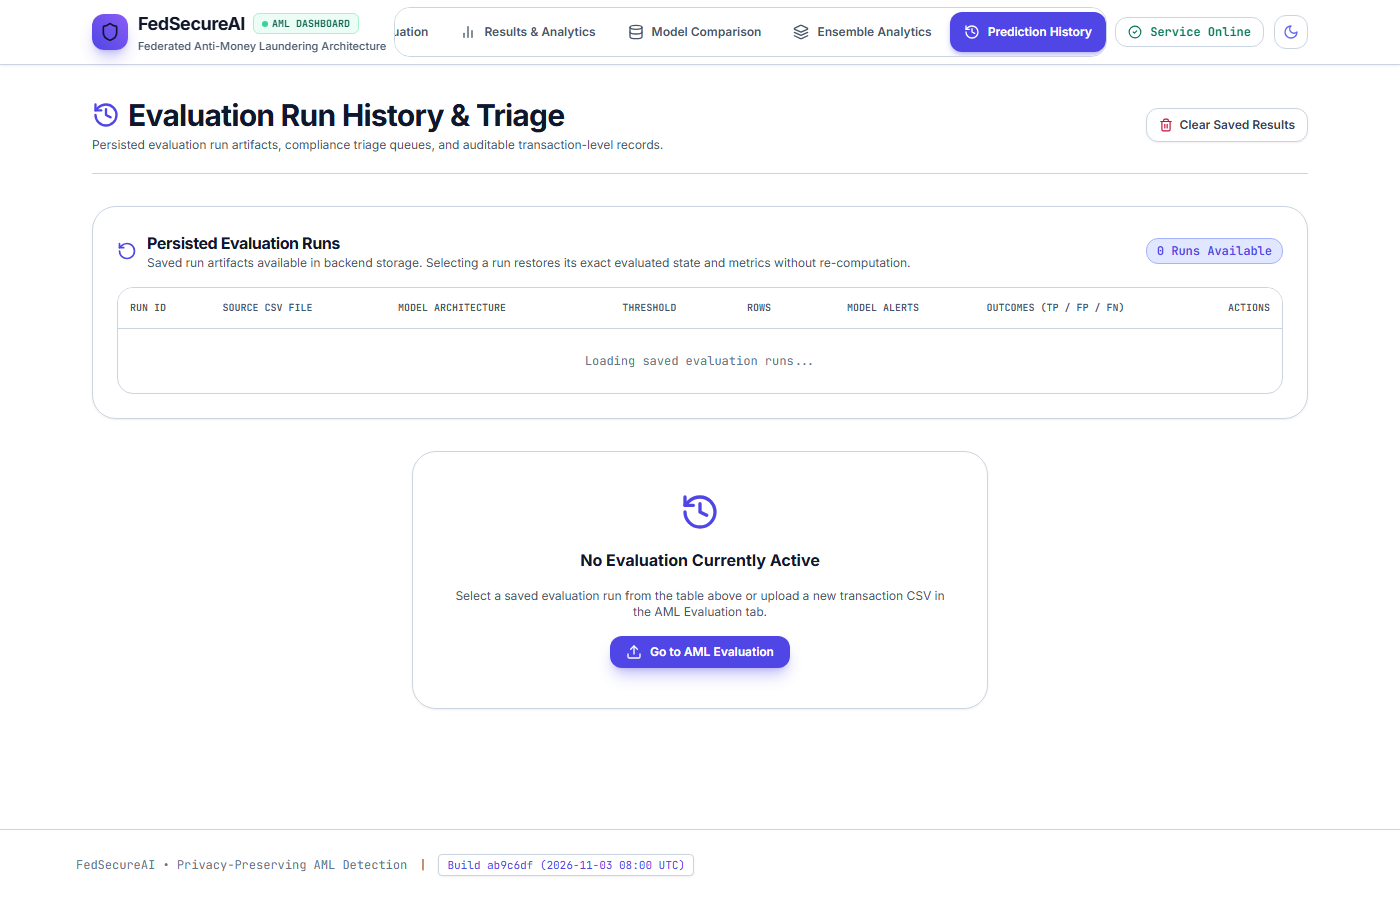 FedSecureAI
AML DASHBOARD
Federated Anti-Money Laundering Architecture
Results & Analytics
Model Comparison
Ensemble Analytics
Prediction History
Service Online
Evaluation Run History & Triage
Persisted evaluation run artifacts, compliance triage queues, and auditable transaction-level records.
Clear Saved Results
Persisted Evaluation Runs
Saved run artifacts available in backend storage. Selecting a run restores its exact evaluated state and metrics without re-computation.
0 Runs Available
RUN ID SOURCE CSV FILE MODEL ARCHITECTURE THRESHOLD ROWS MODEL ALERTS OUTCOMES (TP / FP / FN) ACTIONS
Loading saved evaluation runs...
No Evaluation Currently Active
Select a saved evaluation run from the table above or upload a new transaction CSV in
the AML Evaluation tab.
Go to AML Evaluation
FedSecureAI • Privacy-Preserving AML Detection | Build ab9c6df (2026-11-03 08:00 UTC)